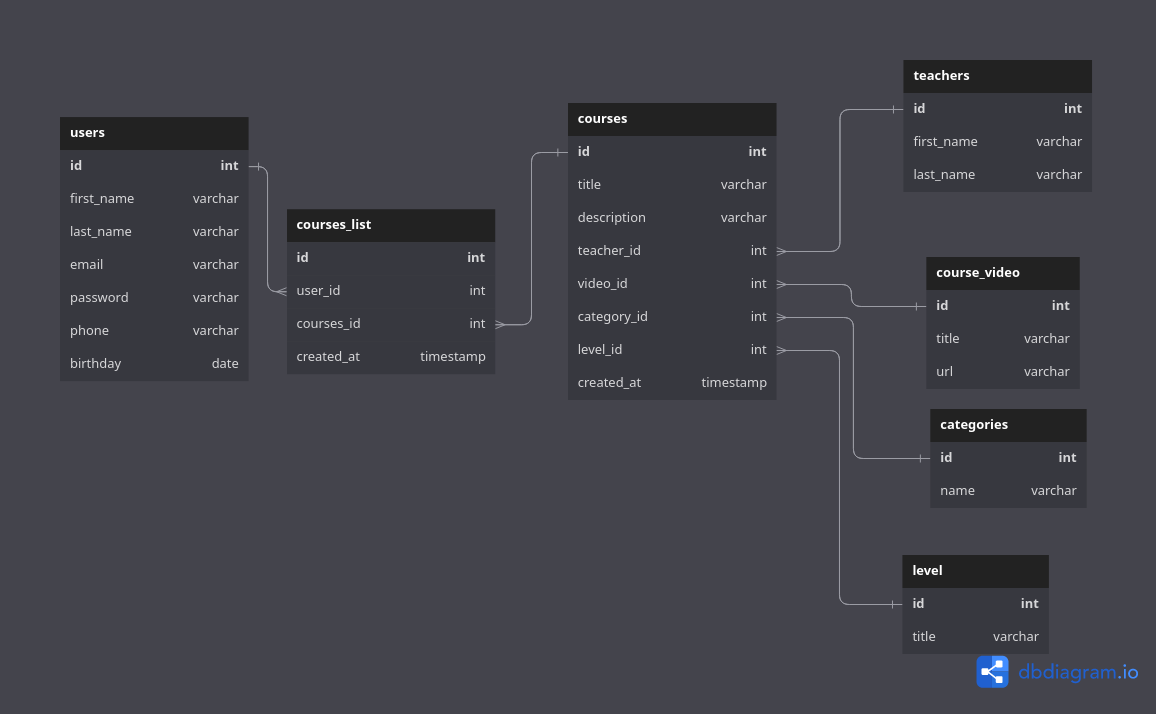 users
id int
first_name varchar
last_name varchar
email varchar
password varchar
phone varchar
birthday date
courses_list
id int
user_id int
courses_id int
created_at timestamp
courses
id int
title varchar
description varchar
teacher_id int
video_id int
category_id int
level_id int
created_at timestamp
teachers
id int
first_name varchar
last_name varchar
course_video
id int
title varchar
url varchar
categories
id int
name varchar
level
id int
title varchar
dbdiagram.io